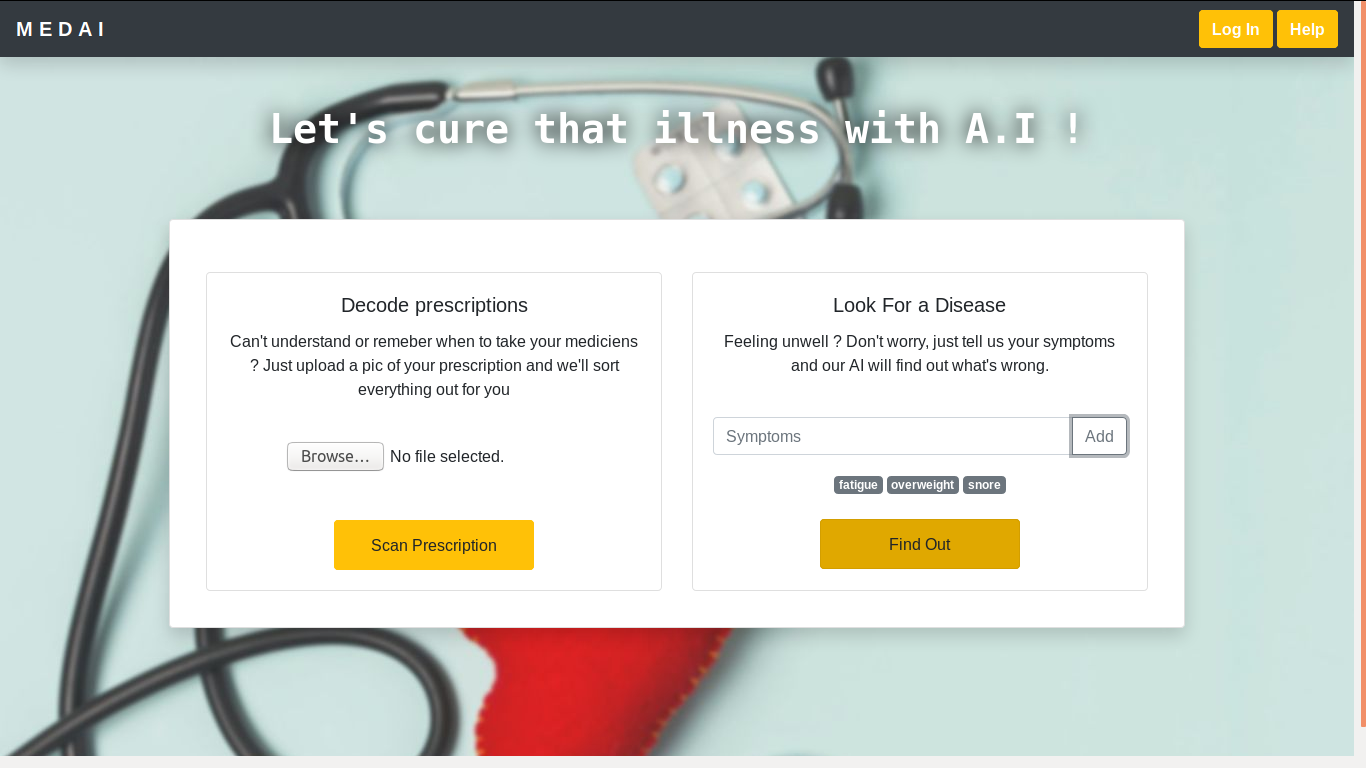 MEDAI
Log In
Help
Let's cure that illness with A.I !
Decode prescriptions
Can't understand or remeber when to take your mediciens
? Just upload a pic of your prescription and we'll sort
everything out for you
Browse... No file selected.
Scan Prescription
Look For a Disease
Feeling unwell ? Don't worry, just tell us your symptoms
and our AI will find out what's wrong.
Symptoms
Add
fatigue overweight snore
Find Out